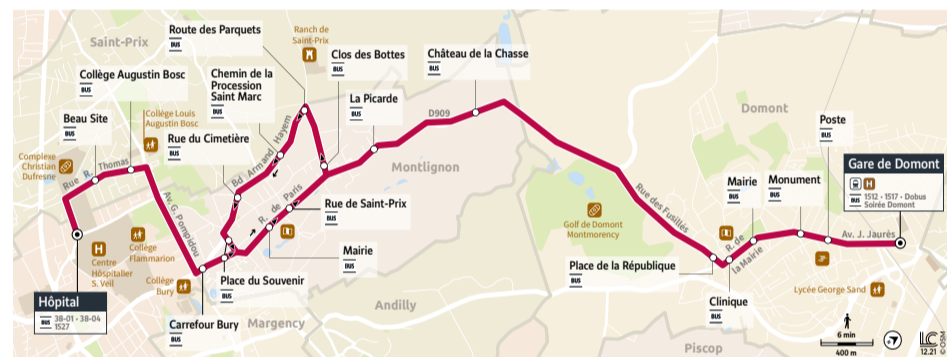 Saint-Prix
Route des Parquets
BUS
Ranch de
Saint-Prix
Clos des Bottes
BUS
Château de la Chasse
BUS
Collège Augustin Bosc
BUS
Chemin de la
Procession
Saint Marc
BUS
La Picarde
BUS
D909
Domont
Beau Site
BUS
Collège Louis
Augustin Bosc
Rue du Cimetière
BUS
Poste
BUS
Complexe
Christian
Dufresne
Rue R. Thomas
Bd Armand Hayem
Montlignon
Gare de Domont
H
1512 • 1517 • Dobus
Soirée Domont
Mairie
BUS
Monument
BUS
Av. G. Pompidou
R. de Paris
Rue de Saint-Prix
BUS
Rue des Fusillés
Golf de Domont
Montmorency
R. de
la Mairie
Av. J. Jaurès
H
Centre
Hôspitalier
S. Veil
Collège
Flammarion
Mairie
BUS
Place de la République
BUS
Collège
Bury
Place du Souvenir
BUS
Lycée George Sand
Hôpital
BUS
38-01 • 38-04
1527
Andilly
Clinique
BUS
Carrefour Bury
BUS
Margency
Piscop
6 min
400 m
LC
12.21